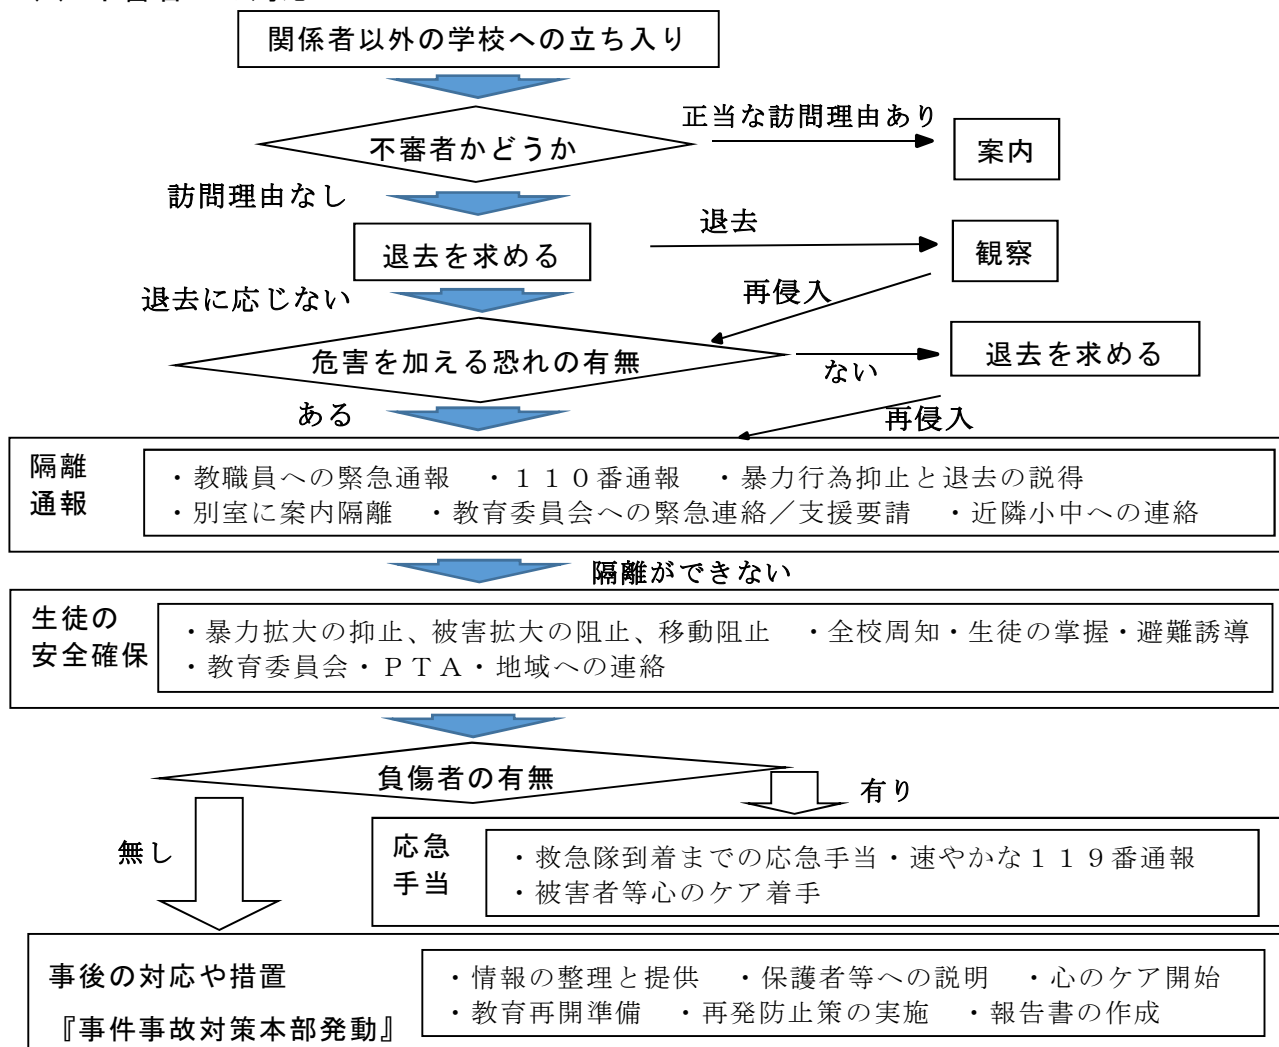 関係者以外の学校への立ち入り
正当な訪問理由あり
不審者かどうか
案内
訪問理由なし
退去
退去を求める
観察
退去に応じない
再侵入
危害を加える恐れの有無
ない
退去を求める
ある
再侵入
隔離
通報
・教職員への緊急通報　・１１０番通報　・暴力行為抑止と退去の説得
・別室に案内隔離　・教育委員会への緊急連絡／支援要請　・近隣小中への連絡
隔離ができない
生徒の
安全確保
・暴力拡大の抑止、被害拡大の阻止、移動阻止　・全校周知・生徒の掌握・避難誘導
・教育委員会・ＰＴＡ・地域への連絡
負傷者の有無
有り
無し
応急
手当
・救急隊到着までの応急手当・速やかな１１９番通報
・被害者等心のケア着手
事後の対応や措置
『事件事故対策本部発動』
・情報の整理と提供　・保護者等への説明　・心のケア開始
・教育再開準備　・再発防止策の実施　・報告書の作成